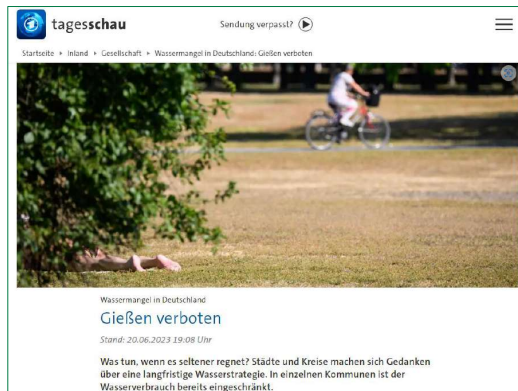 tagesschau
Sendung verpasst?
Startseite ▸ Inland ▸ Gesellschaft ▸ Wassermangel in Deutschland: Gießen verboten
Wassermangel in Deutschland
Gießen verboten
Stand: 20.06.2023 19:08 Uhr
Was tun, wenn es seltener regnet? Städte und Kreise machen sich Gedanken
über eine langfristige Wasserstrategie. In einzelnen Kommunen ist der
Wasserverbrauch bereits eingeschränkt.